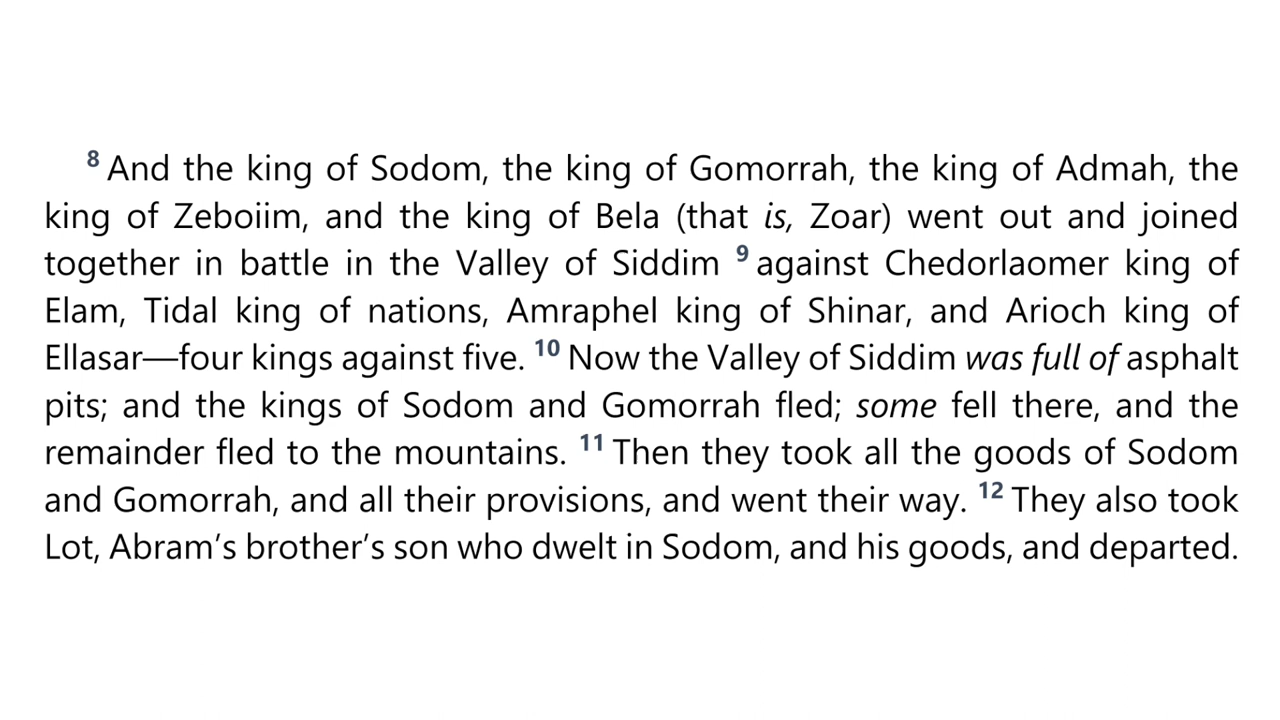 8 And the king of Sodom, the king of Gomorrah, the king of Admah, the
king of Zeboiim, and the king of Bela (that is, Zoar) went out and joined
together in battle in the Valley of Siddim 9 against Chedorlaomer king of
Elam, Tidal king of nations, Amraphel king of Shinar, and Arioch king of
Ellasar—four kings against five. 10 Now the Valley of Siddim was full of asphalt
pits; and the kings of Sodom and Gomorrah fled; some fell there, and the
remainder fled to the mountains. 11 Then they took all the goods of Sodom
and Gomorrah, and all their provisions, and went their way. 12 They also took
Lot, Abram’s brother’s son who dwelt in Sodom, and his goods, and departed.